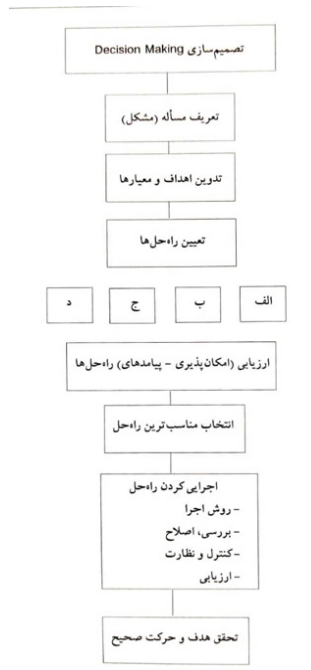 تصمیم‌سازی Decision Making
تعریف مسأله (مشکل)
تدوین اهداف و معیارها
تعیین راه‌حل‌ها
الف
ب
ج
د
ارزیابی (امکان‌پذیری - پیامدهای) راه‌حل‌ها
انتخاب مناسب‌ترین راه‌حل
اجرایی کردن راه‌حل
- روش اجرا
- بررسی، اصلاح
- کنترل و نظارت
- ارزیابی
تحقق هدف و حرکت صحیح